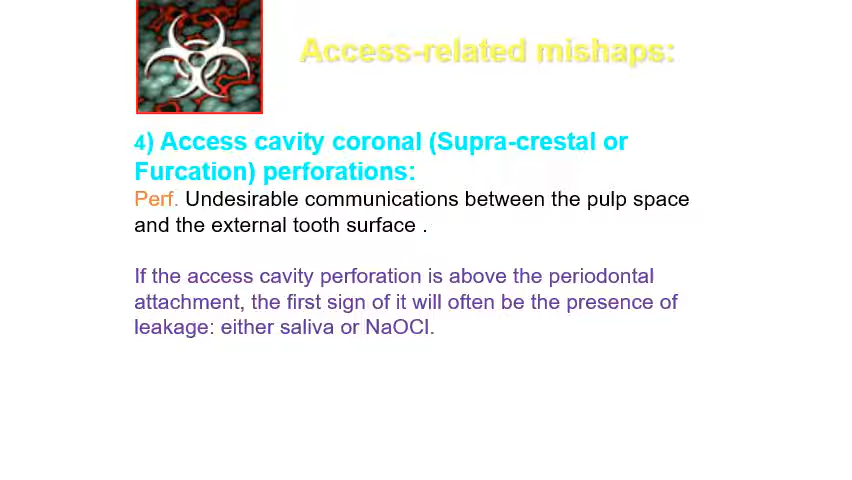 Access-related mishaps:
4) Access cavity coronal (Supra-crestal or
Furcation) perforations:
Perf. Undesirable communications between the pulp space
and the external tooth surface .
If the access cavity perforation is above the periodontal
attachment, the first sign of it will often be the presence of
leakage: either saliva or NaOCl.